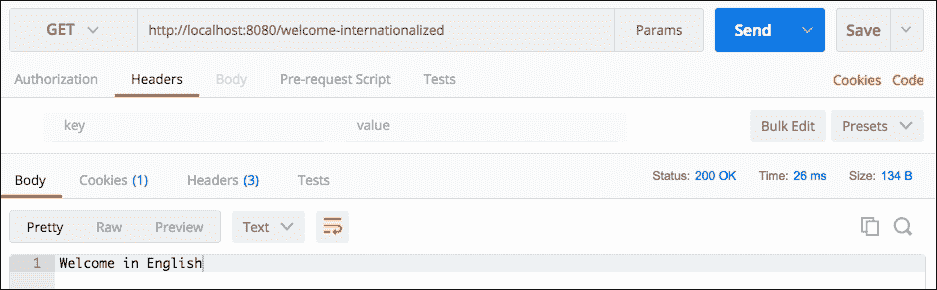 GET http://localhost:8080/welcome-internationalized Params Send Save
Authorization Headers Body Pre-request Script Tests Cookies Code
key value Bulk Edit Presets
Body Cookies (1) Headers (3) Tests Status: 200 OK Time: 26 ms Size: 134 B
Pretty Raw Preview Text
1 Welcome in English